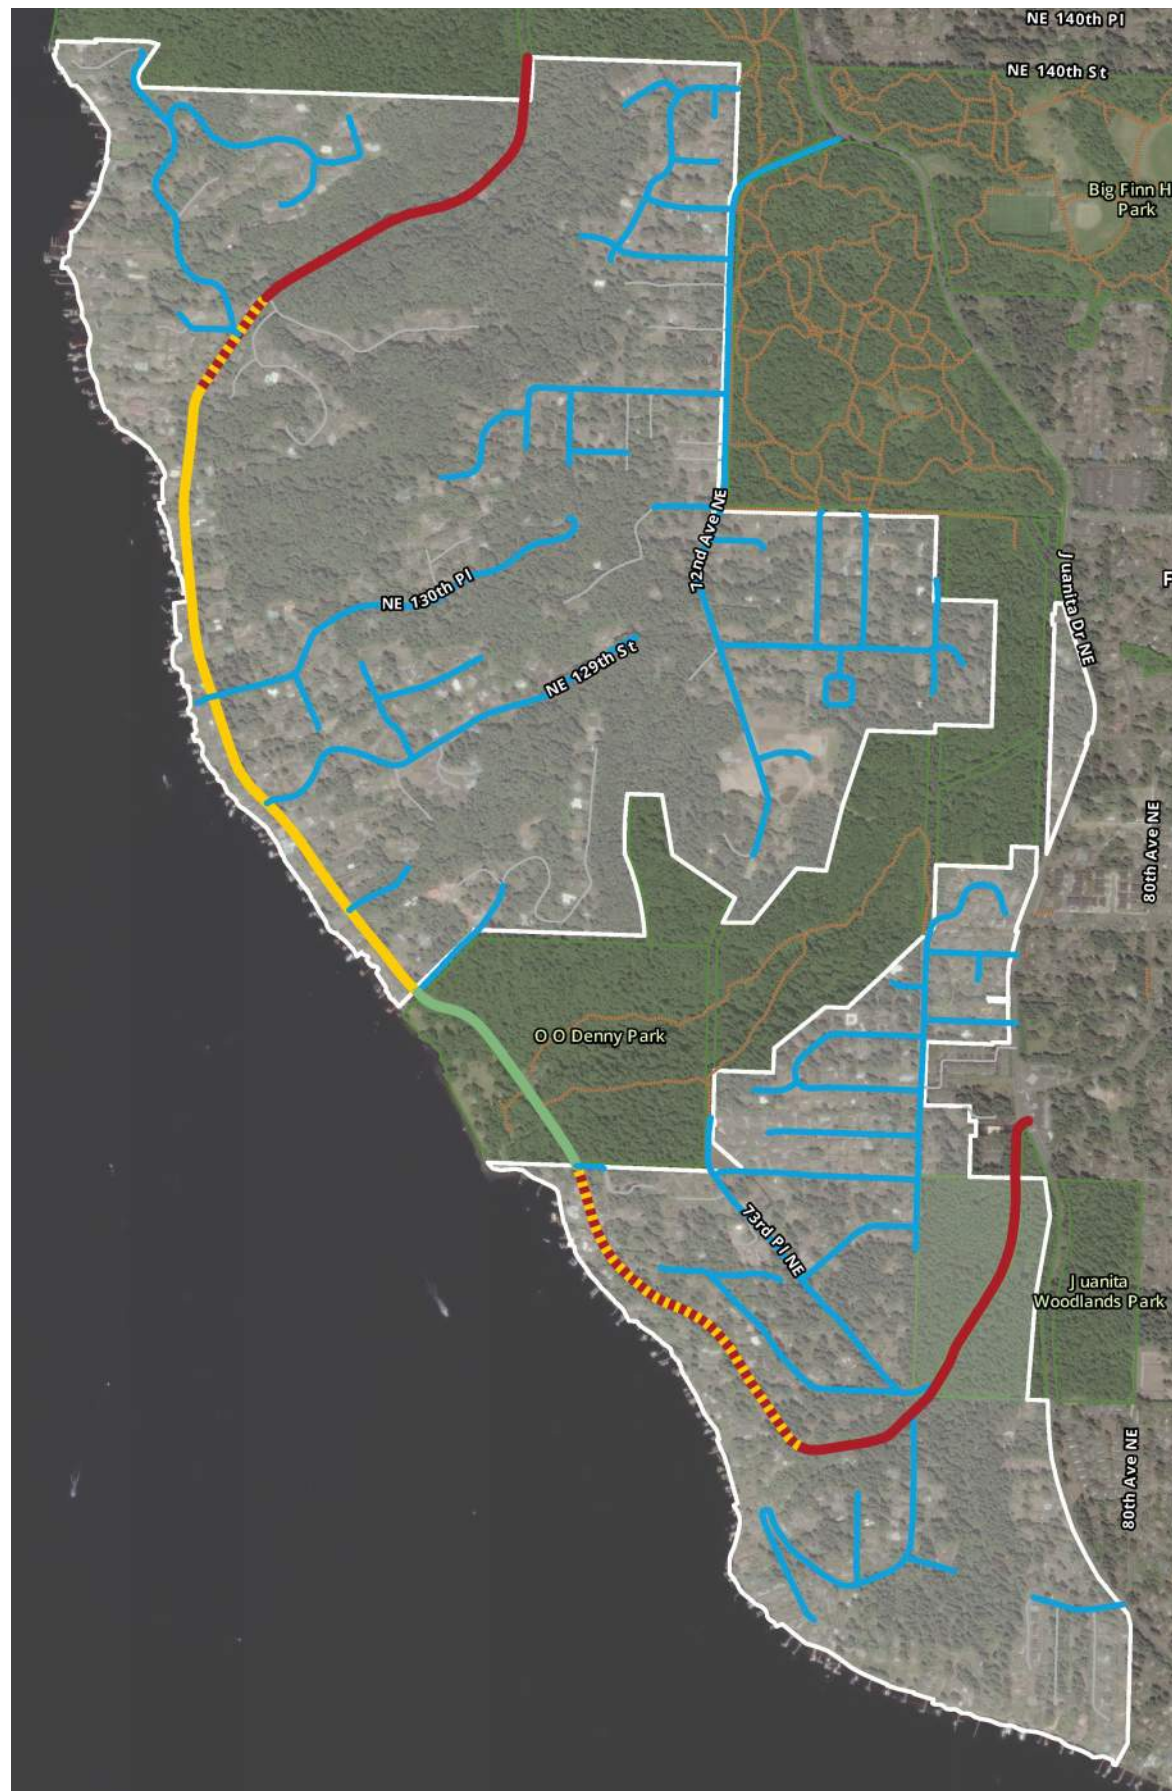 NE 140th Pl
NE 140th St
Big Finn H
Park
72nd Ave NE
Juanita Dr NE
F
NE 130th Pl
NE 129th St
80th Ave NE
O O Denny Park
73rd Pl NE
Juanita
Woodlands Park
80th Ave NE